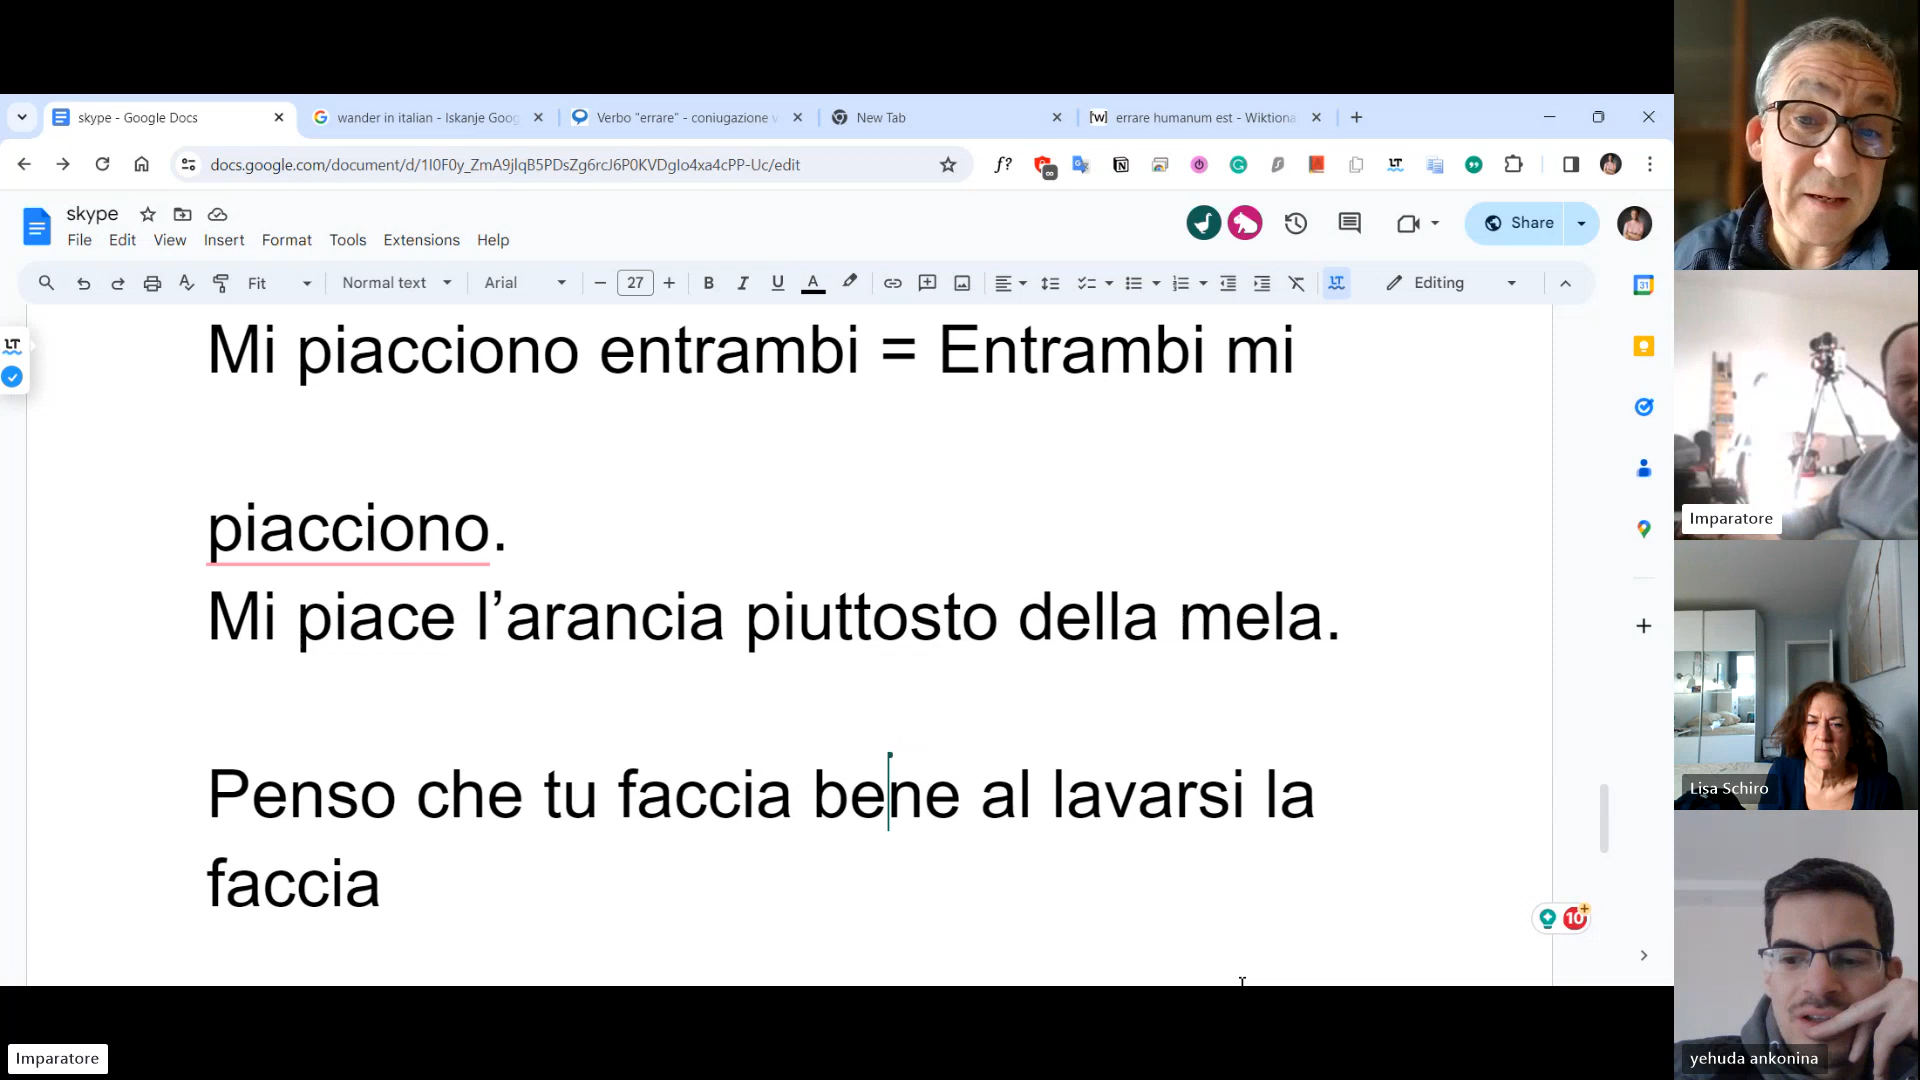 skype - Google Docs
wander in italian - Iskanje Goog
Verbo "errare" - coniugazione v
New Tab
[w] errare humanum est - Wiktiona
docs.google.com/document/d/1I0F0y_ZmA9jlqB5PDsZg6rcJ6P0KVDglo4xa4cPP-Uc/edit
skype
Share
File Edit View Insert Format Tools Extensions Help
Fit Normal text Arial 27 Editing
Mi piacciono entrambi = Entrambi mi
piacciono.
Mi piace l’arancia piuttosto della mela.
Penso che tu faccia bene al lavarsi la
faccia
10
31
Imparatore
Lisa Schiro
yehuda ankonina
Imparatore